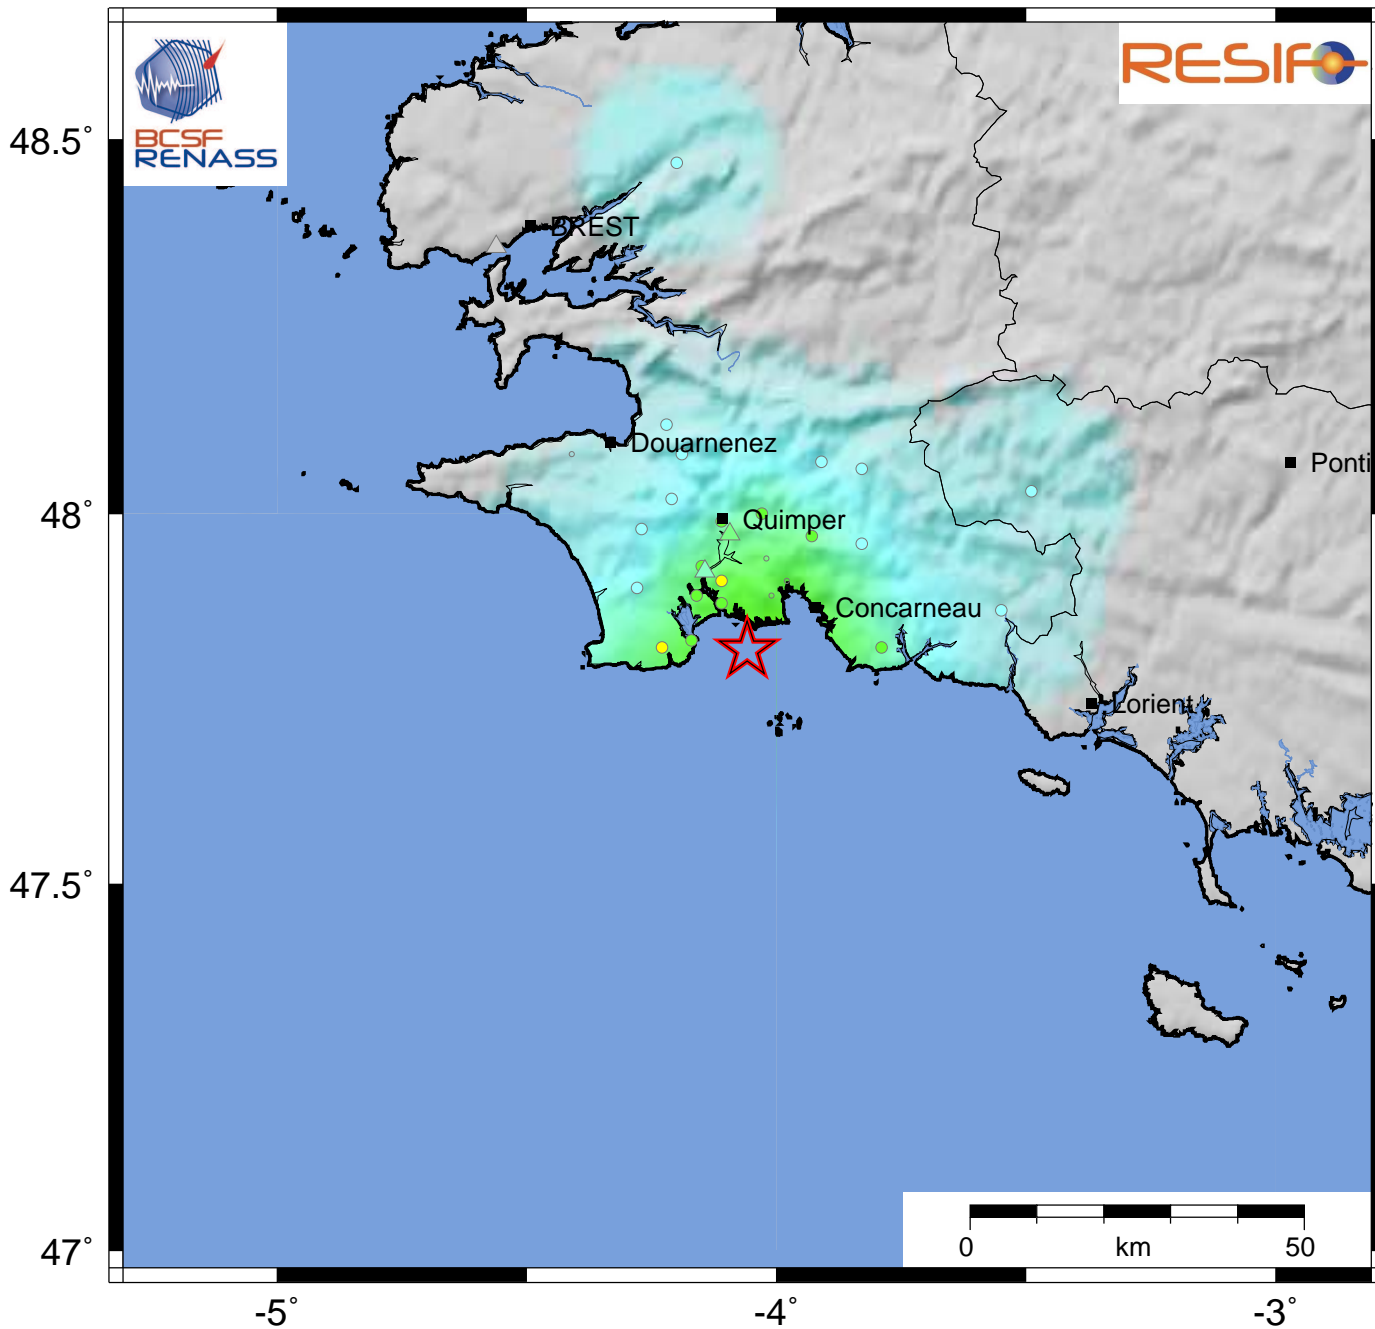 BCSF
RENASS
RESIF
48.5°
BREST
Douarnenez
Ponti
48°
Quimper
Concarneau
Lorient
47.5°
47°
0 km 50
-5° -4° -3°